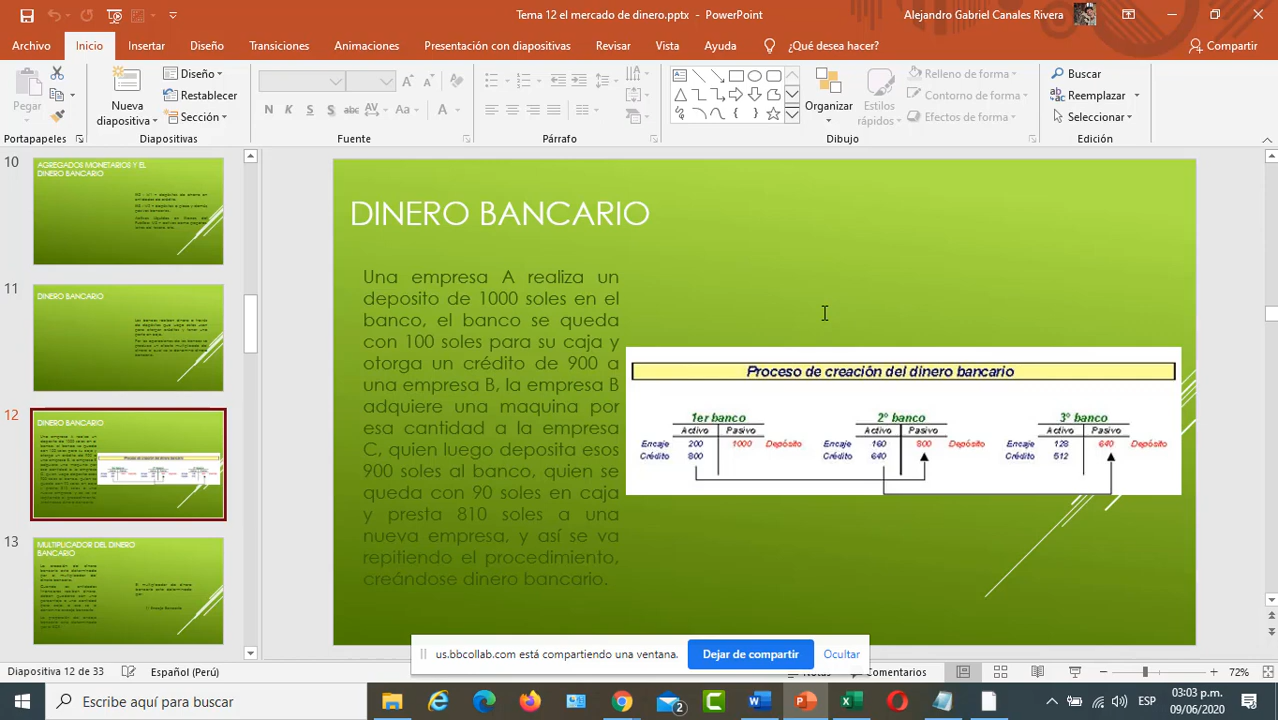 Tema 12 el mercado de dinero.pptx - PowerPoint
Alejandro Gabriel Canales Rivera
Archivo Inicio Insertar Diseño Transiciones Animaciones Presentación con diapositivas Revisar Vista Ayuda ¿Qué desea hacer? Compartir
Pegar
Nueva diapositiva
Diseño
Restablecer
Sección
N K S S abc AV Aa A
Organizar
Estilos rápidos
Relleno de forma
Contorno de forma
Efectos de forma
Buscar
Reemplazar
Seleccionar
Portapapeles Diapositivas Fuente Párrafo Dibujo Edición
10
AGREGADOS MONETARIOS Y EL
DINERO BANCARIO
11
DINERO BANCARIO
12
DINERO BANCARIO
13
MULTIPLICADOR DEL DINERO
BANCARIO
DINERO BANCARIO
Una empresa A realiza un
deposito de 1000 soles en el
banco, el banco se queda
con 100 soles para su caja y
otorga un crédito de 900 a
una empresa B, la empresa B
adquiere una maquina por
esa cantidad a la empresa
C, quien luego deposita esos
900 soles al banco, quien se
queda con 90 soles en caja
y presta 810 soles a una
nueva empresa, y así se va
repitiendo el procedimiento,
creándose dinero bancario.
Proceso de creación del dinero bancario
1er banco 2° banco 3° banco
Activo Pasivo Activo Pasivo Activo Pasivo
Encaje 200 1000 Depósito Encaje 160 800 Depósito Encaje 128 640 Depósito
Crédito 800 Crédito 640 Crédito 512
us.bbcollab.com está compartiendo una ventana. Dejar de compartir Ocultar
Diapositiva 12 de 33 Español (Perú) Notas Comentarios 72%
Escribe aquí para buscar
2
ESP
03:03 p.m.
09/06/2020